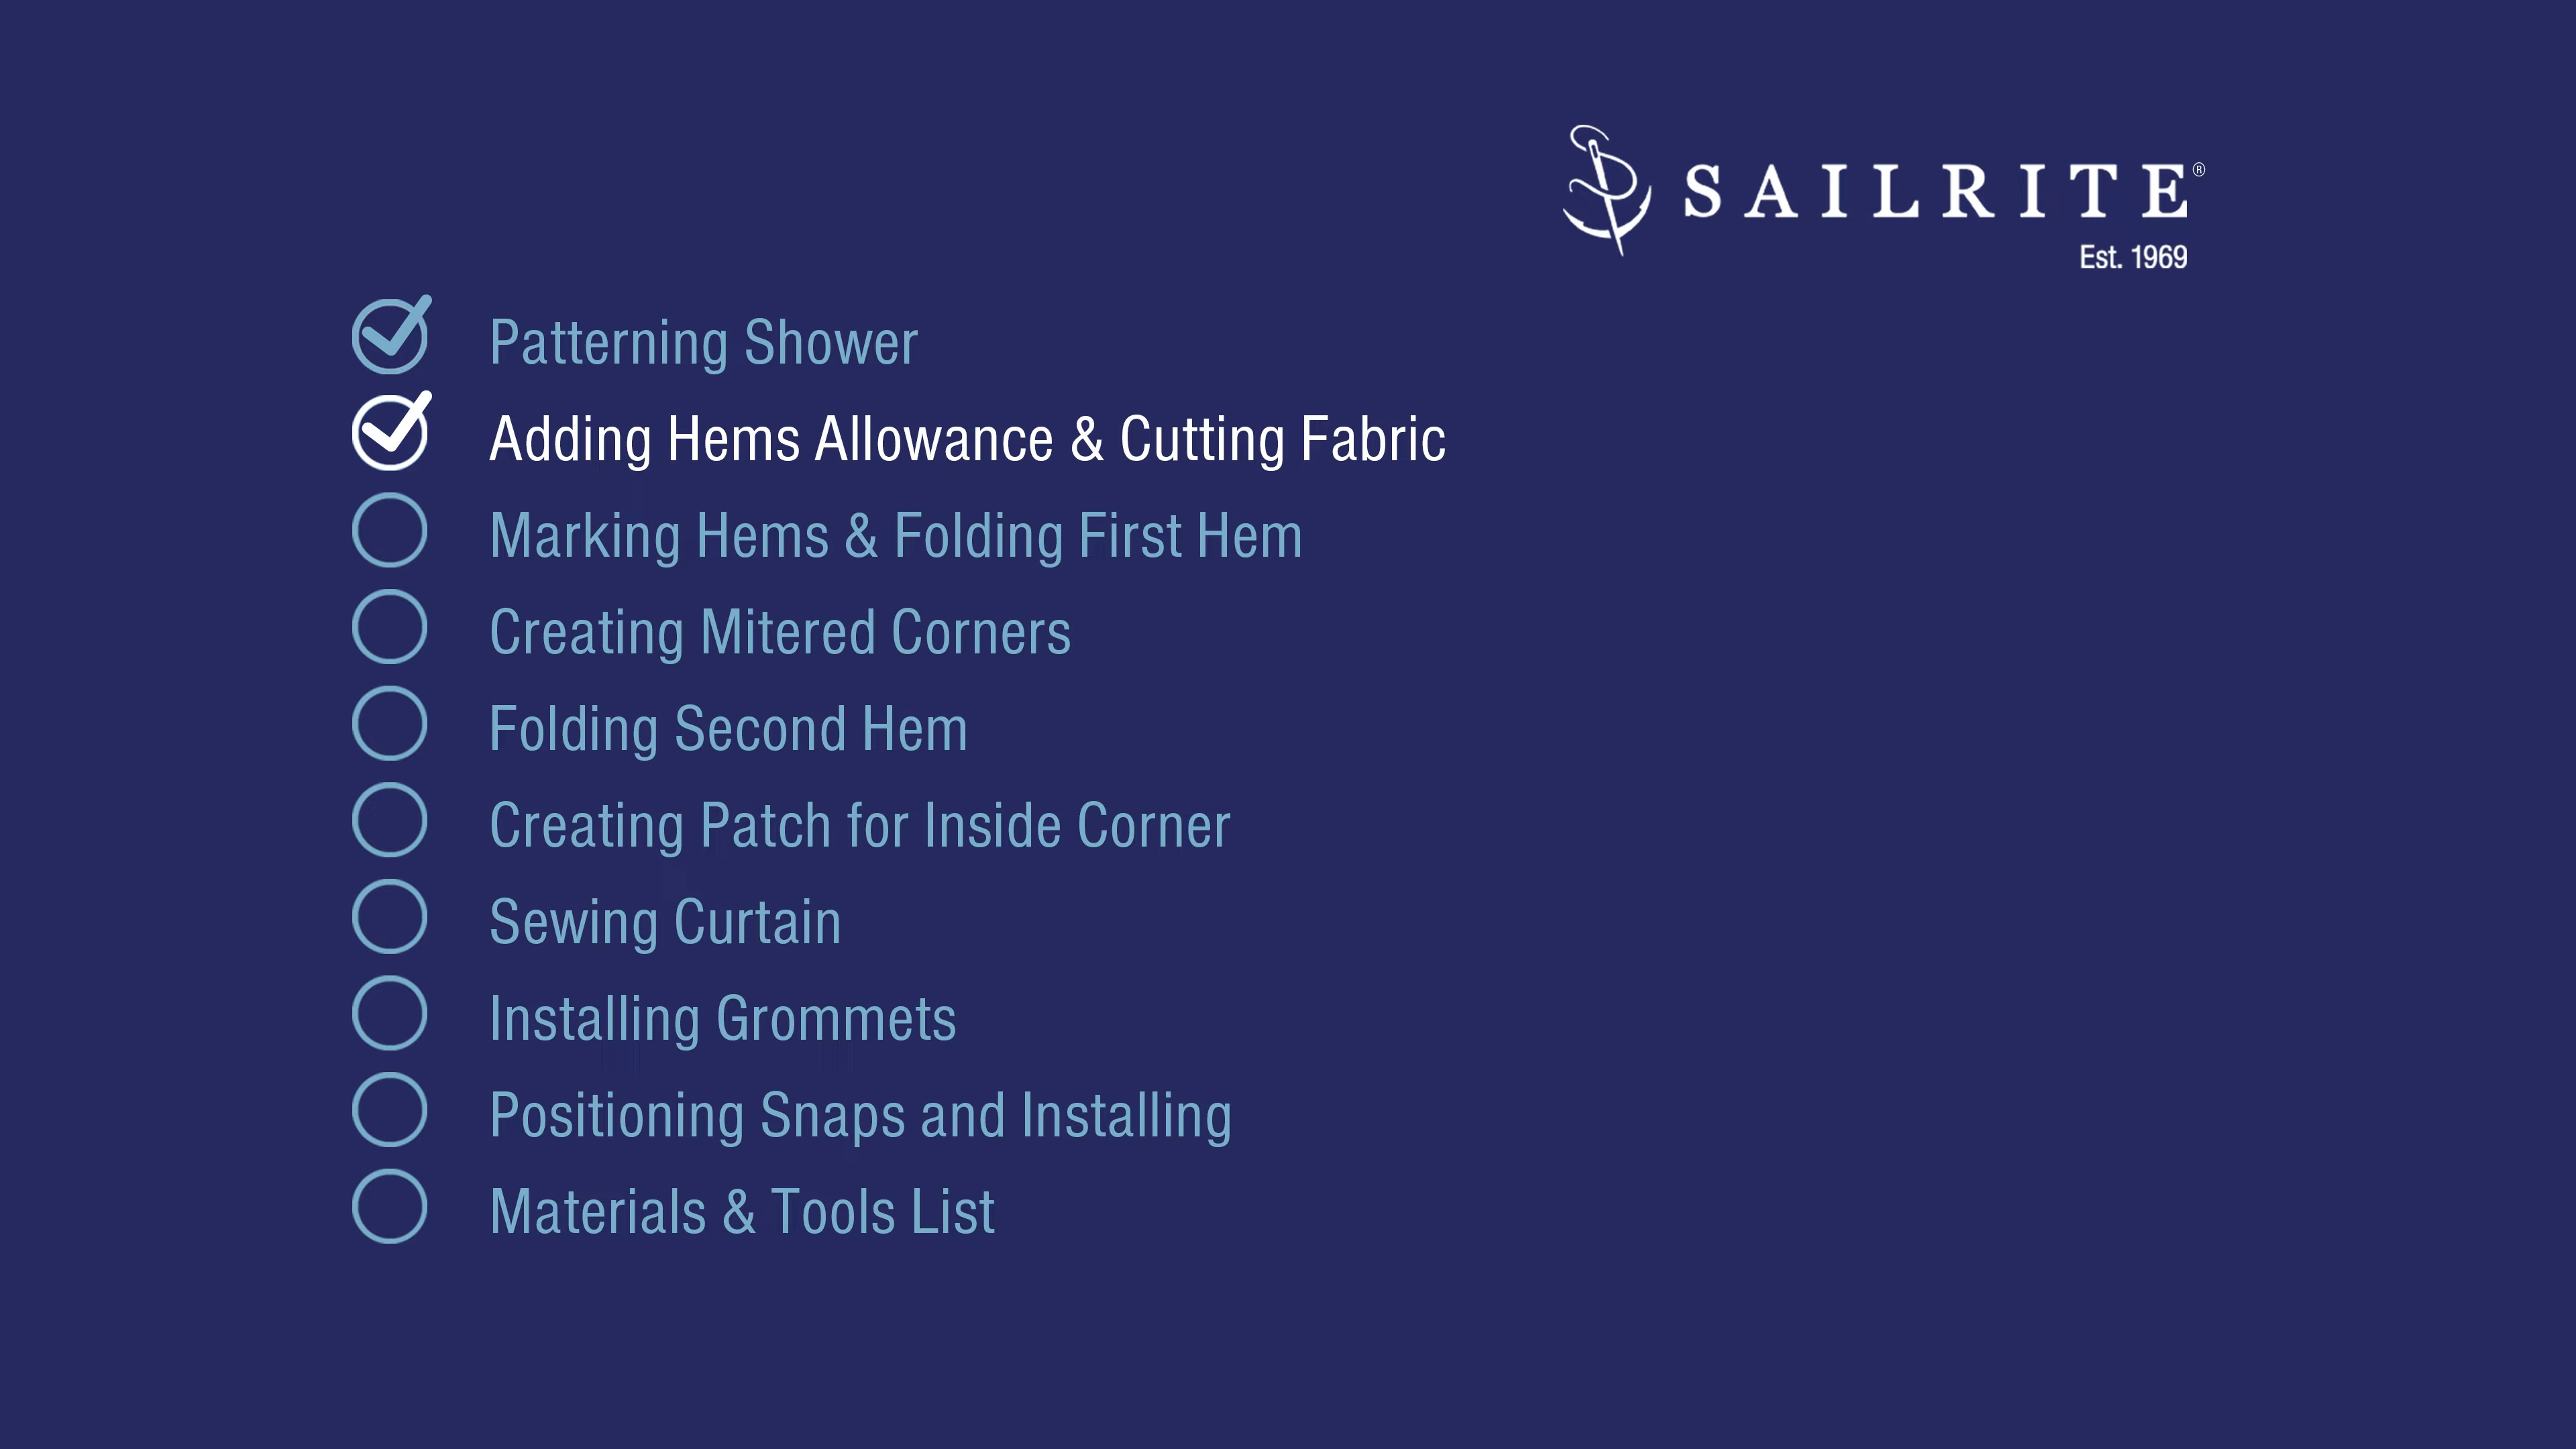 SAILRITE®
Est. 1969
Patterning Shower
Adding Hems Allowance & Cutting Fabric
Marking Hems & Folding First Hem
Creating Mitered Corners
Folding Second Hem
Creating Patch for Inside Corner
Sewing Curtain
Installing Grommets
Positioning Snaps and Installing
Materials & Tools List